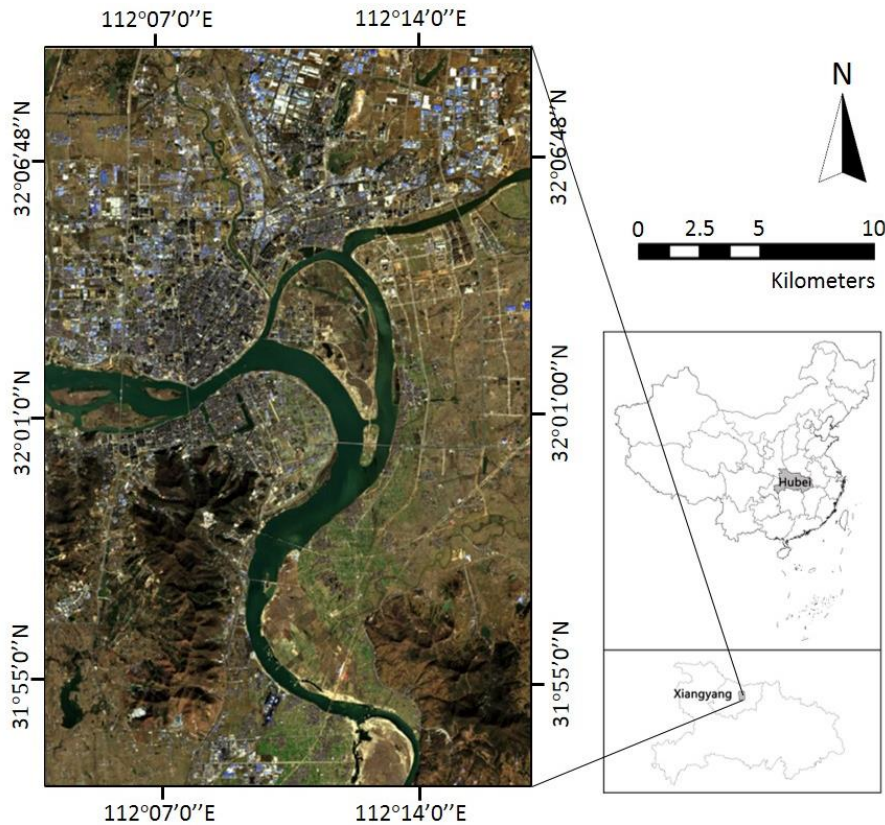 112°07′0′′E
112°14′0′′E
32°06′48′′N
32°06′48′′N
N
0 2.5 5 10
Kilometers
32°01′0′′N
32°01′00′′N
Hubei
31°55′0′′N
31°55′0′′N
Xiangyang
112°07′0′′E
112°14′0′′E